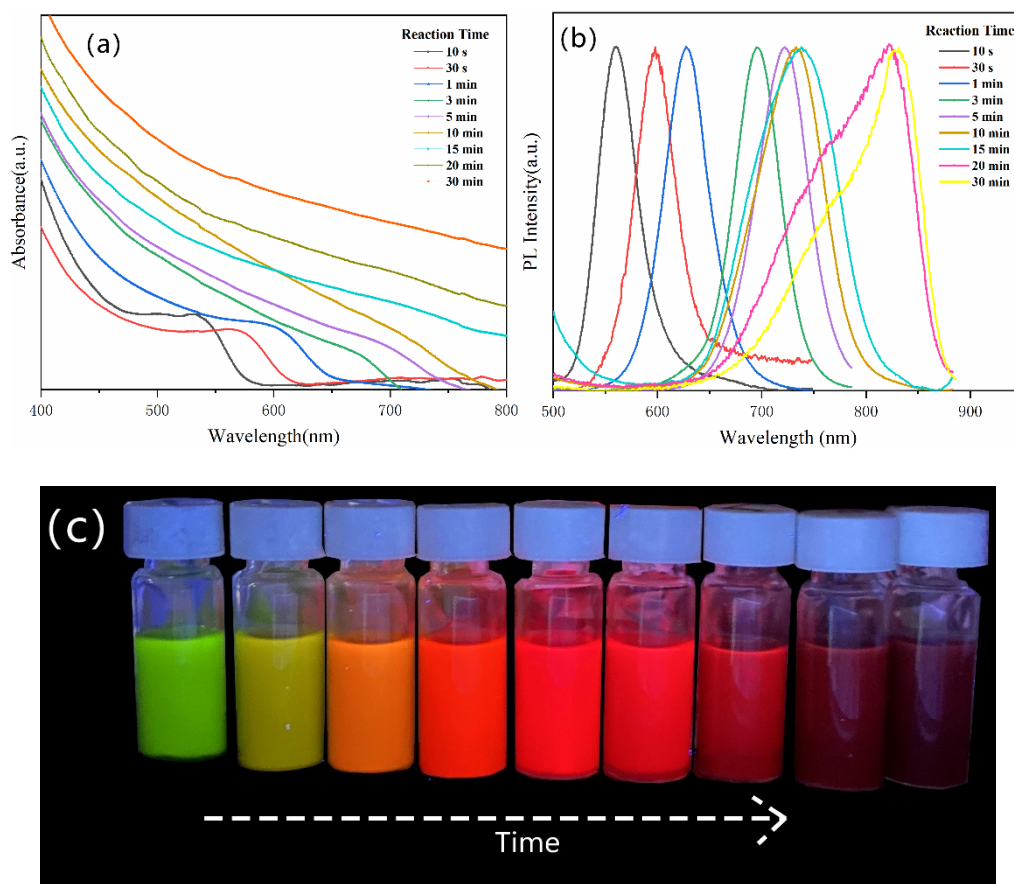 (a)
Reaction Time
10 s
30 s
1 min
3 min
5 min
10 min
15 min
20 min
30 min
Absorbance(a.u.)
400
500
600
700
800
Wavelength(nm)
(b)
Reaction Time
10 s
30 s
1 min
3 min
5 min
10 min
15 min
20 min
30 min
PL Intensity(a.u.)
500
600
700
800
900
Wavelength (nm)
(c)
Time